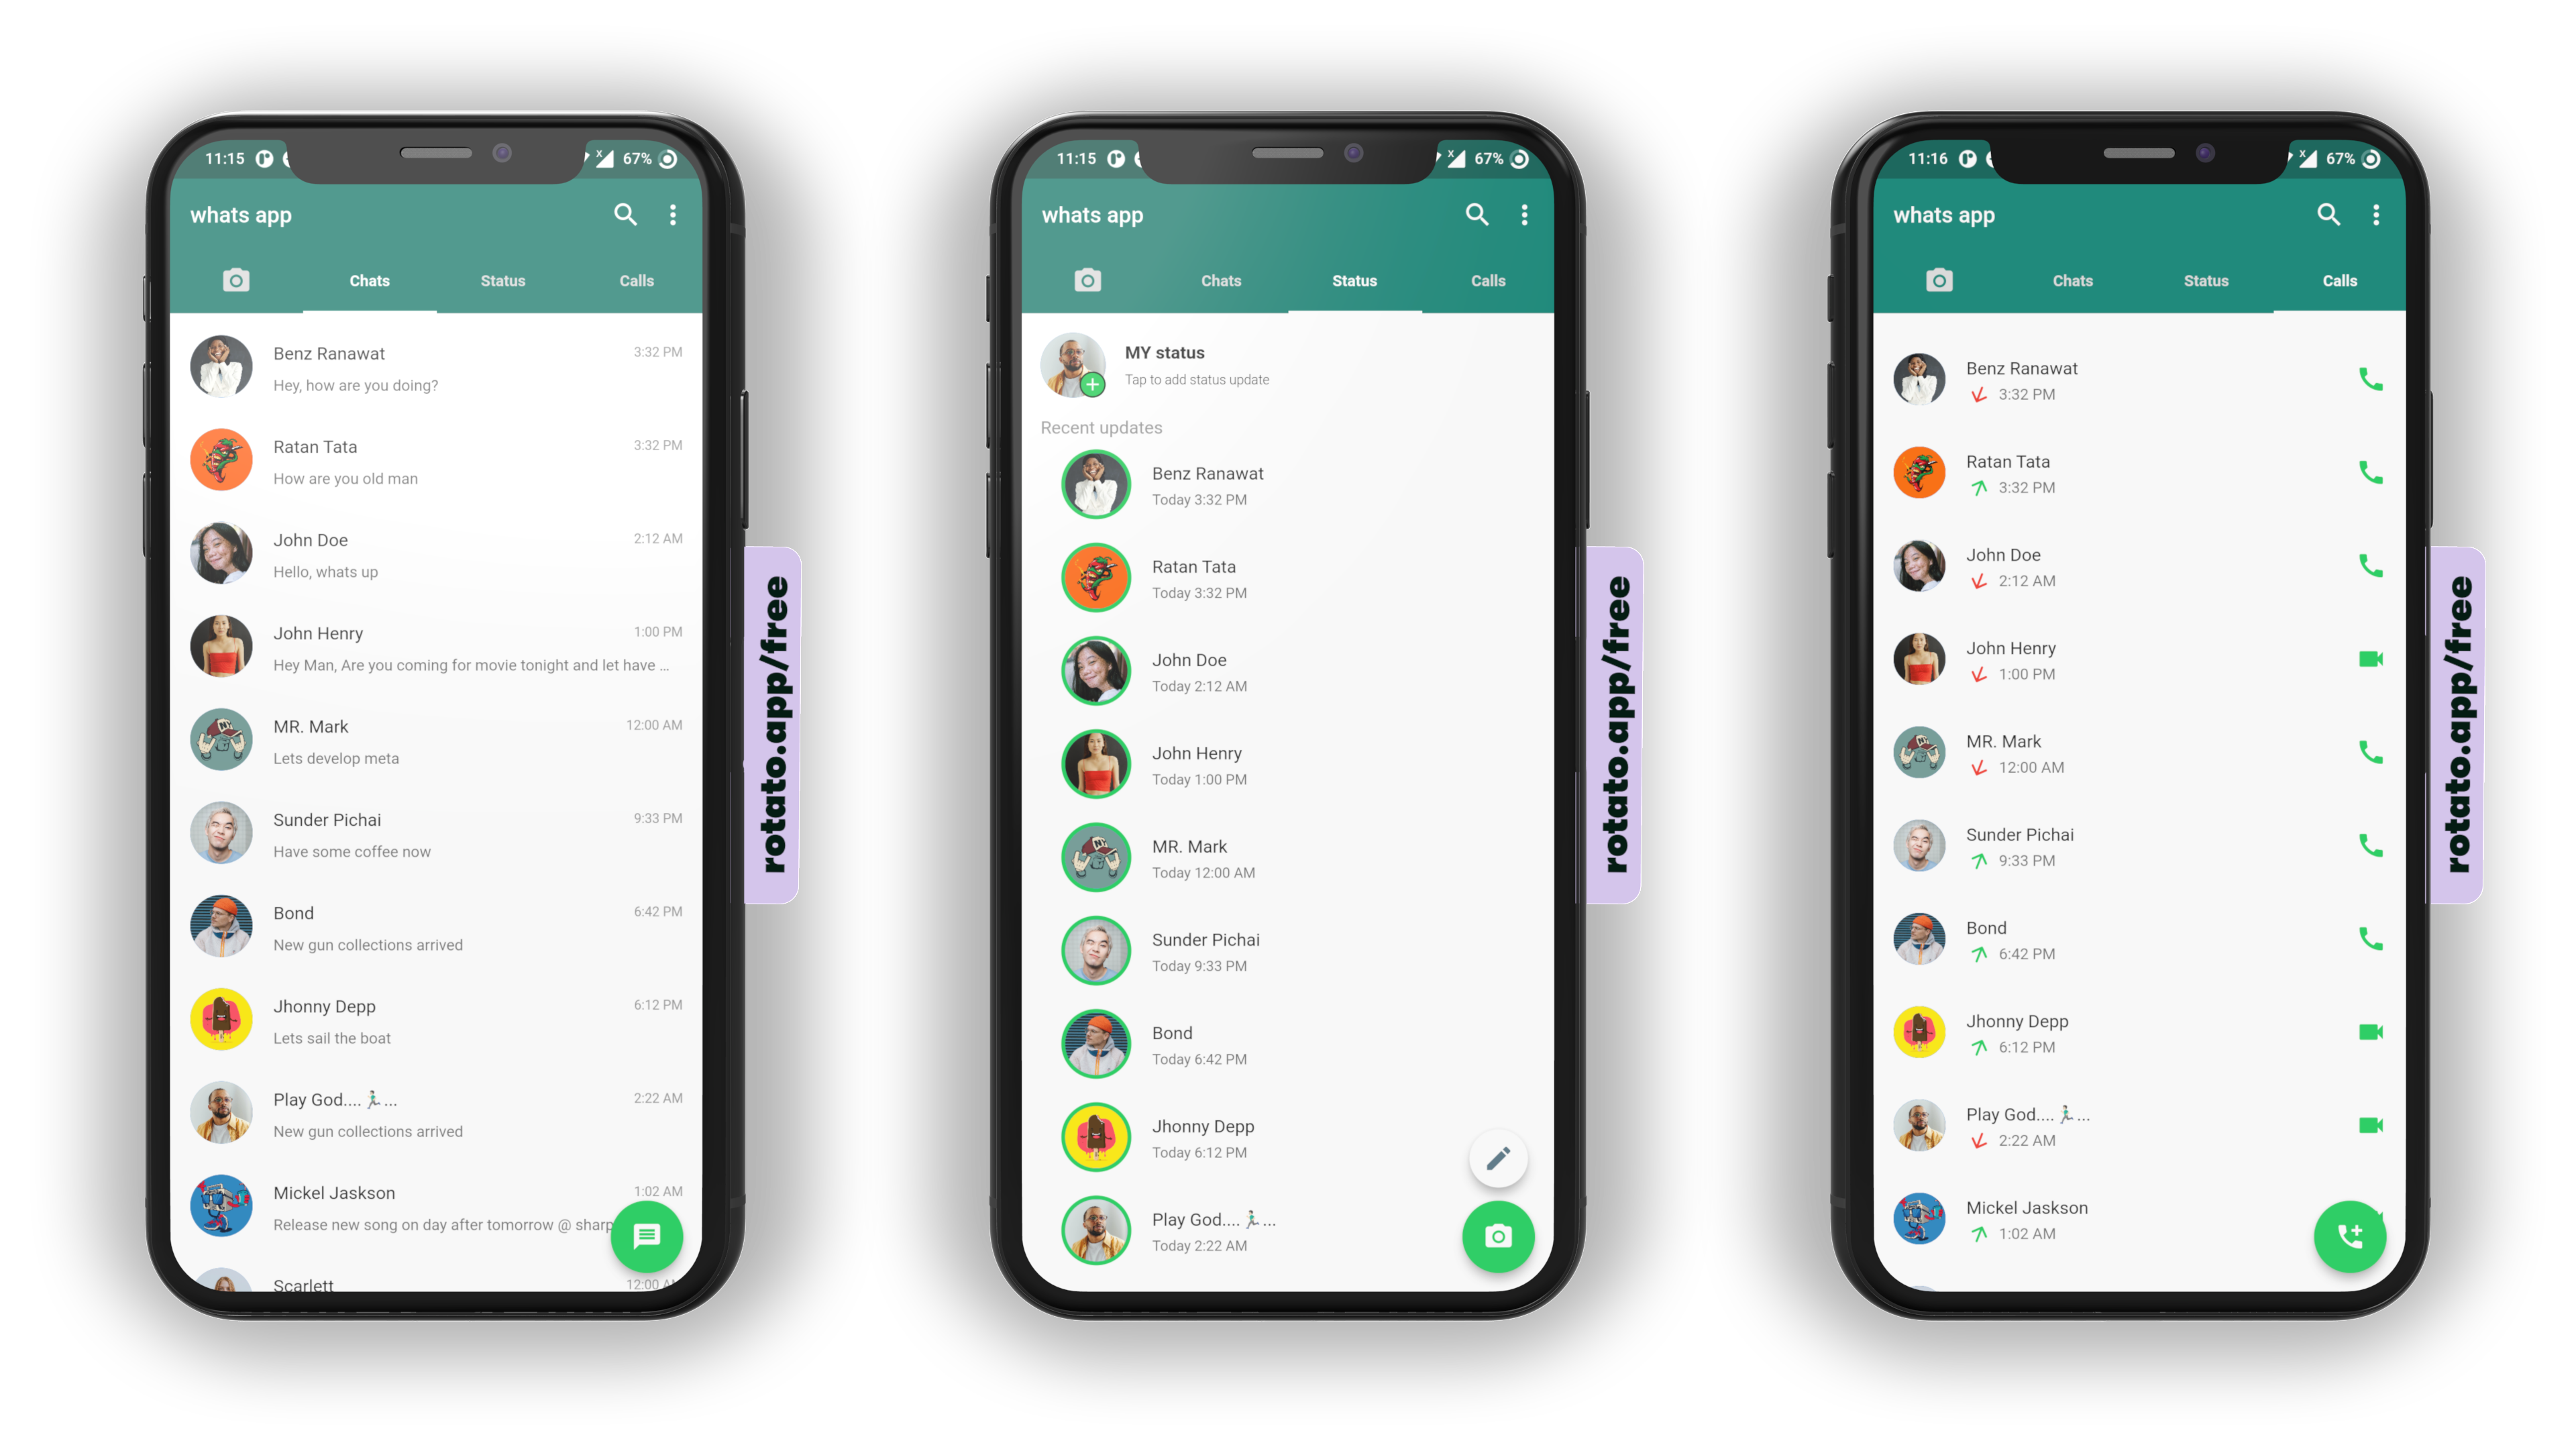 11:15
67%
whats app
Chats
Status
Calls
Benz Ranawat
3:32 PM
Hey, how are you doing?
Ratan Tata
3:32 PM
How are you old man
John Doe
2:12 AM
Hello, whats up
John Henry
1:00 PM
Hey Man, Are you coming for movie tonight and let have ...
MR. Mark
12:00 AM
Lets develop meta
Sunder Pichai
9:33 PM
Have some coffee now
Bond
6:42 PM
New gun collections arrived
Jhonny Depp
6:12 PM
Lets sail the boat
Play God.... 🏃‍♂️...
2:22 AM
New gun collections arrived
Mickel Jaskson
1:02 AM
Release new song on day after tomorrow @ sharp
Scarlett
12:00 AM
rotato.app/free
11:15
67%
whats app
Chats
Status
Calls
MY status
Tap to add status update
Recent updates
Benz Ranawat
Today 3:32 PM
Ratan Tata
Today 3:32 PM
John Doe
Today 2:12 AM
John Henry
Today 1:00 PM
MR. Mark
Today 12:00 AM
Sunder Pichai
Today 9:33 PM
Bond
Today 6:42 PM
Jhonny Depp
Today 6:12 PM
Play God.... 🏃‍♂️...
Today 2:22 AM
rotato.app/free
11:16
67%
whats app
Chats
Status
Calls
Benz Ranawat
3:32 PM
Ratan Tata
3:32 PM
John Doe
2:12 AM
John Henry
1:00 PM
MR. Mark
12:00 AM
Sunder Pichai
9:33 PM
Bond
6:42 PM
Jhonny Depp
6:12 PM
Play God.... 🏃‍♂️...
2:22 AM
Mickel Jaskson
1:02 AM
rotato.app/free